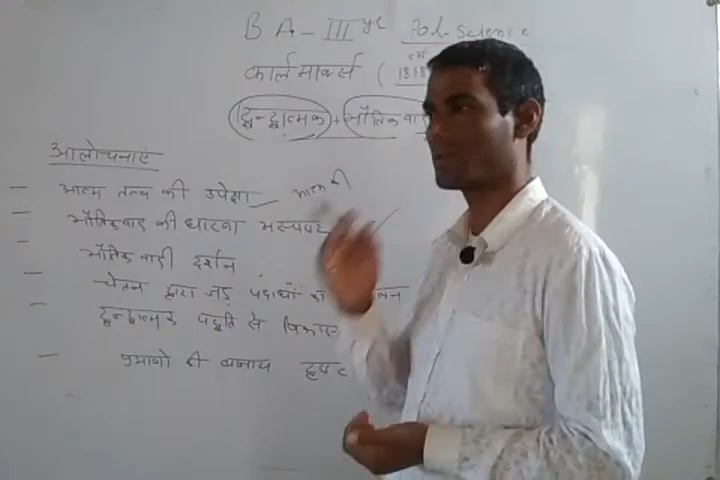 B A - III yr Pol-Science
कार्ल मार्क्स ( 1818
द्वन्द्वात्मक + भौतिकवाद
आलोचनाएं
— आत्म तत्व की उपेक्षा
— भौतिकवाद की धारणा अस्पष्ट
— भौतिकवादी दर्शन
— चेतन द्वारा जड़ पदार्थों का
— द्वन्द्वात्मक पद्धति से विकास
— प्रमाणों की बजाय